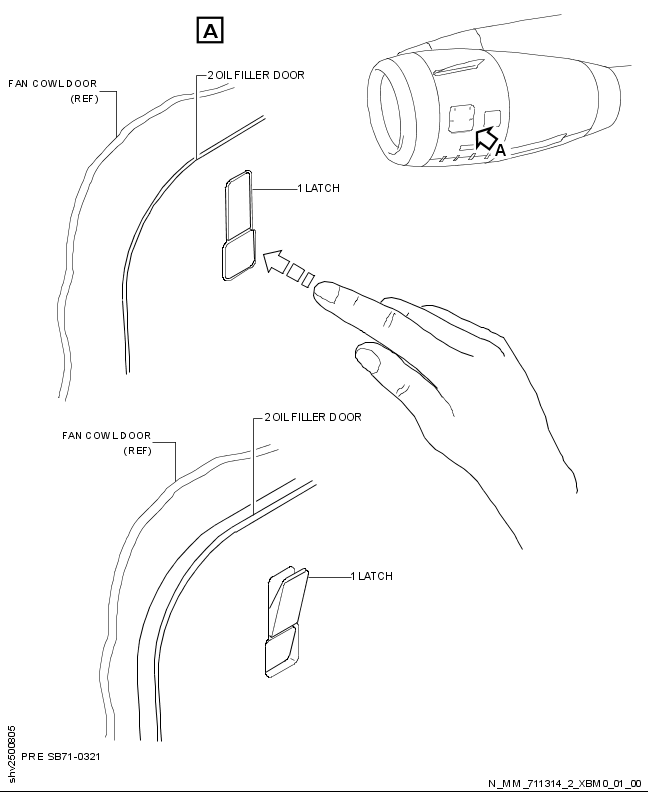 A
FAN COWL DOOR
(REF)
2 OIL FILLER DOOR
1 LATCH
A
FAN COWL DOOR
(REF)
2 OIL FILLER DOOR
1 LATCH
shv2500805
PRE SB71-0321
N_MM_711314_2_XBM0_01_00